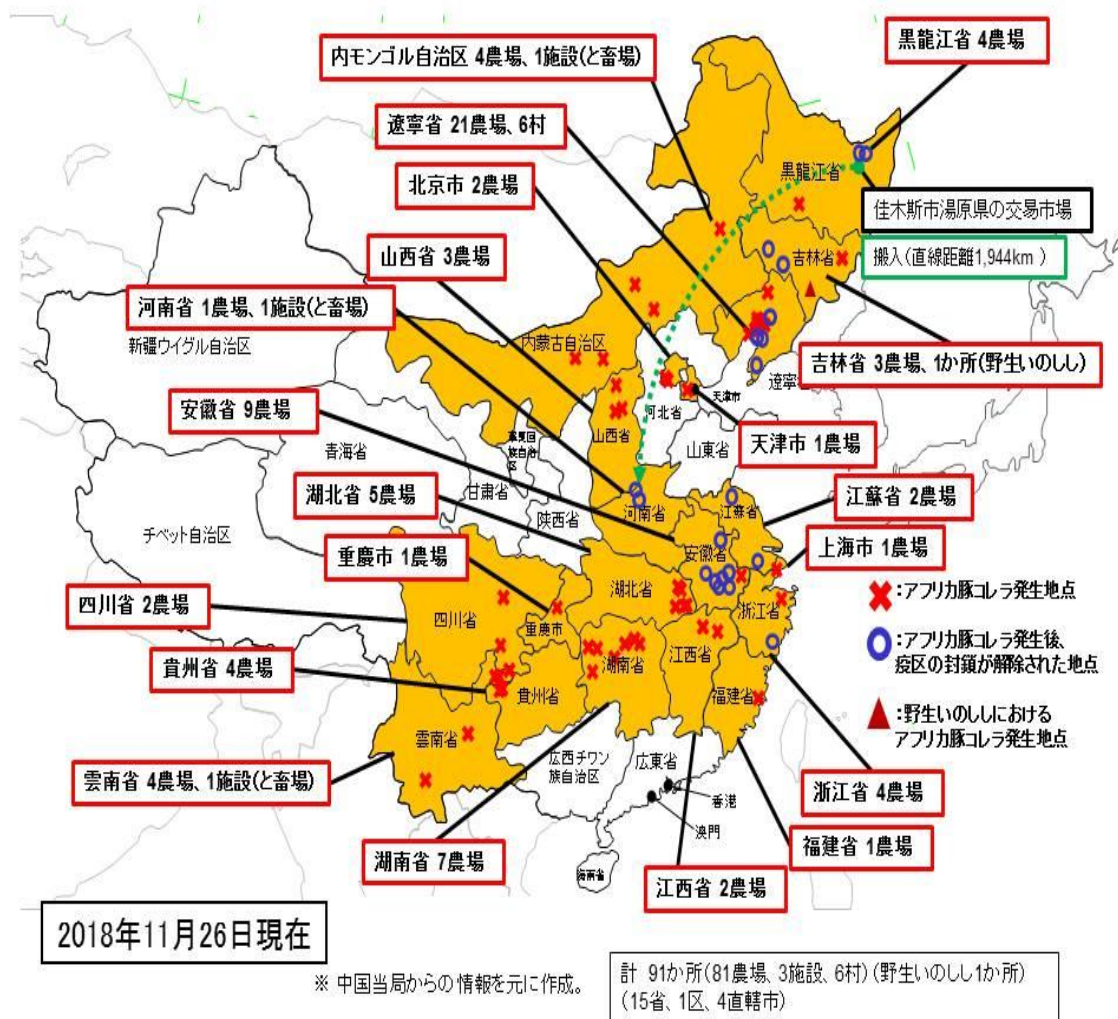 内モンゴル自治区 4農場、1施設(と畜場)
黒龍江省 4農場
遼寧省 21農場、6村
北京市 2農場
黒龍江省
佳木斯市湯原県の交易市場
山西省 3農場
搬入(直線距離1,944km )
吉林省
河南省 1農場、1施設(と畜場)
新疆ウイグル自治区
内蒙古自治区
吉林省 3農場、1か所(野生いのしし)
遼寧省
安徽省 9農場
天津市
河北省
山西省
天津市 1農場
寧夏回
族自治
区
山東省
青海省
湖北省 5農場
甘肃省
江蘇省 2農場
河南省
江蘇省
陕西省
チベット自治区
重慶市 1農場
安徽省
上海市 1農場
湖北省
:アフリカ豚コレラ発生地点
四川省 2農場
四川省
重慶市
浙江省
:アフリカ豚コレラ発生後、
疫区の封鎖が解除された地点
貴州省 4農場
湖南省
江西省
貴州省
福建省
:野生いのししにおける
アフリカ豚コレラ発生地点
雲南省
広西チワン
族自治区
広東省
雲南省 4農場、1施設(と畜場)
香港
浙江省 4農場
澳門
湖南省 7農場
福建省 1農場
海南省
江西省 2農場
2018年11月26日現在
※ 中国当局からの情報を元に作成。
計 91か所(81農場、3施設、6村) (野生いのしし1か所)
(15省、1区、4直轄市)